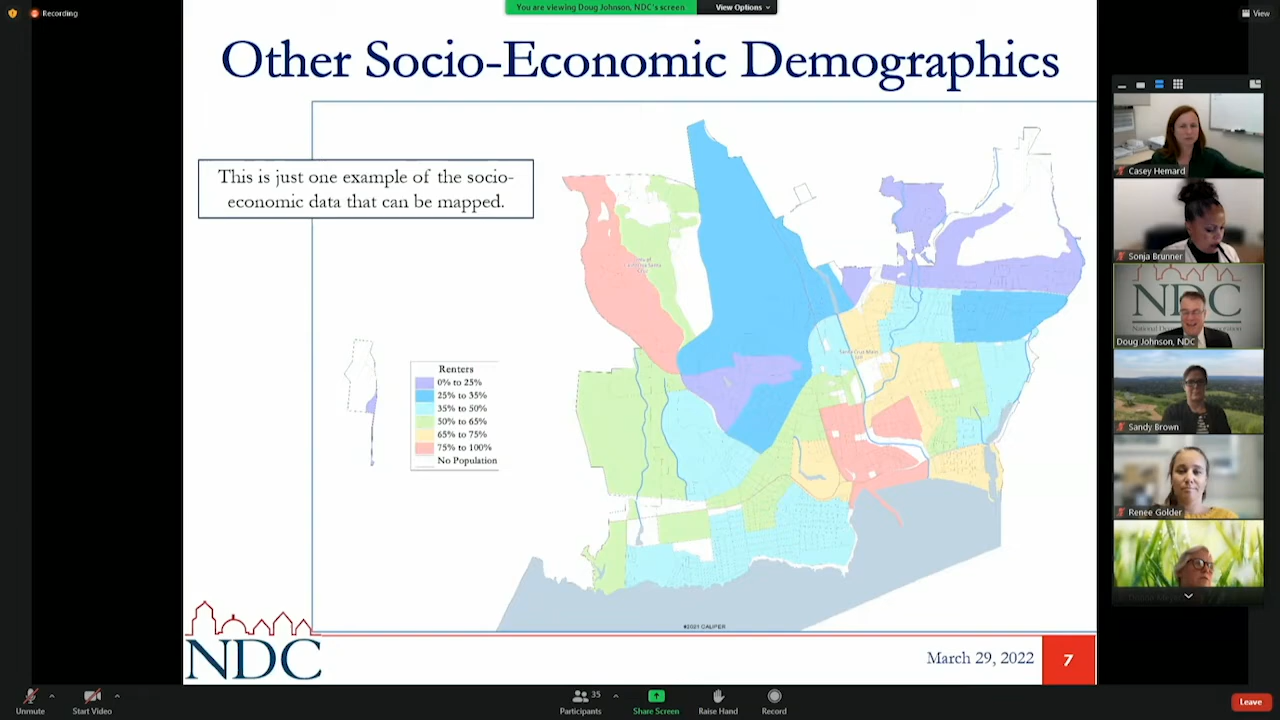 Recording
You are viewing Doug Johnson, NDC's screen
View Options
View
Other Socio-Economic Demographics
This is just one example of the socio-
economic data that can be mapped.
Renters
0% to 25%
25% to 35%
35% to 50%
50% to 65%
65% to 75%
75% to 100%
No Population
©2021 CALIPER
NDC
March 29, 2022
7
Casey Hemard
Sonja Brunner
NDC
Doug Johnson, NDC
Sandy Brown
Renee Golder
Unmute
Start Video
35
Participants
Share Screen
Raise Hand
Record
Leave